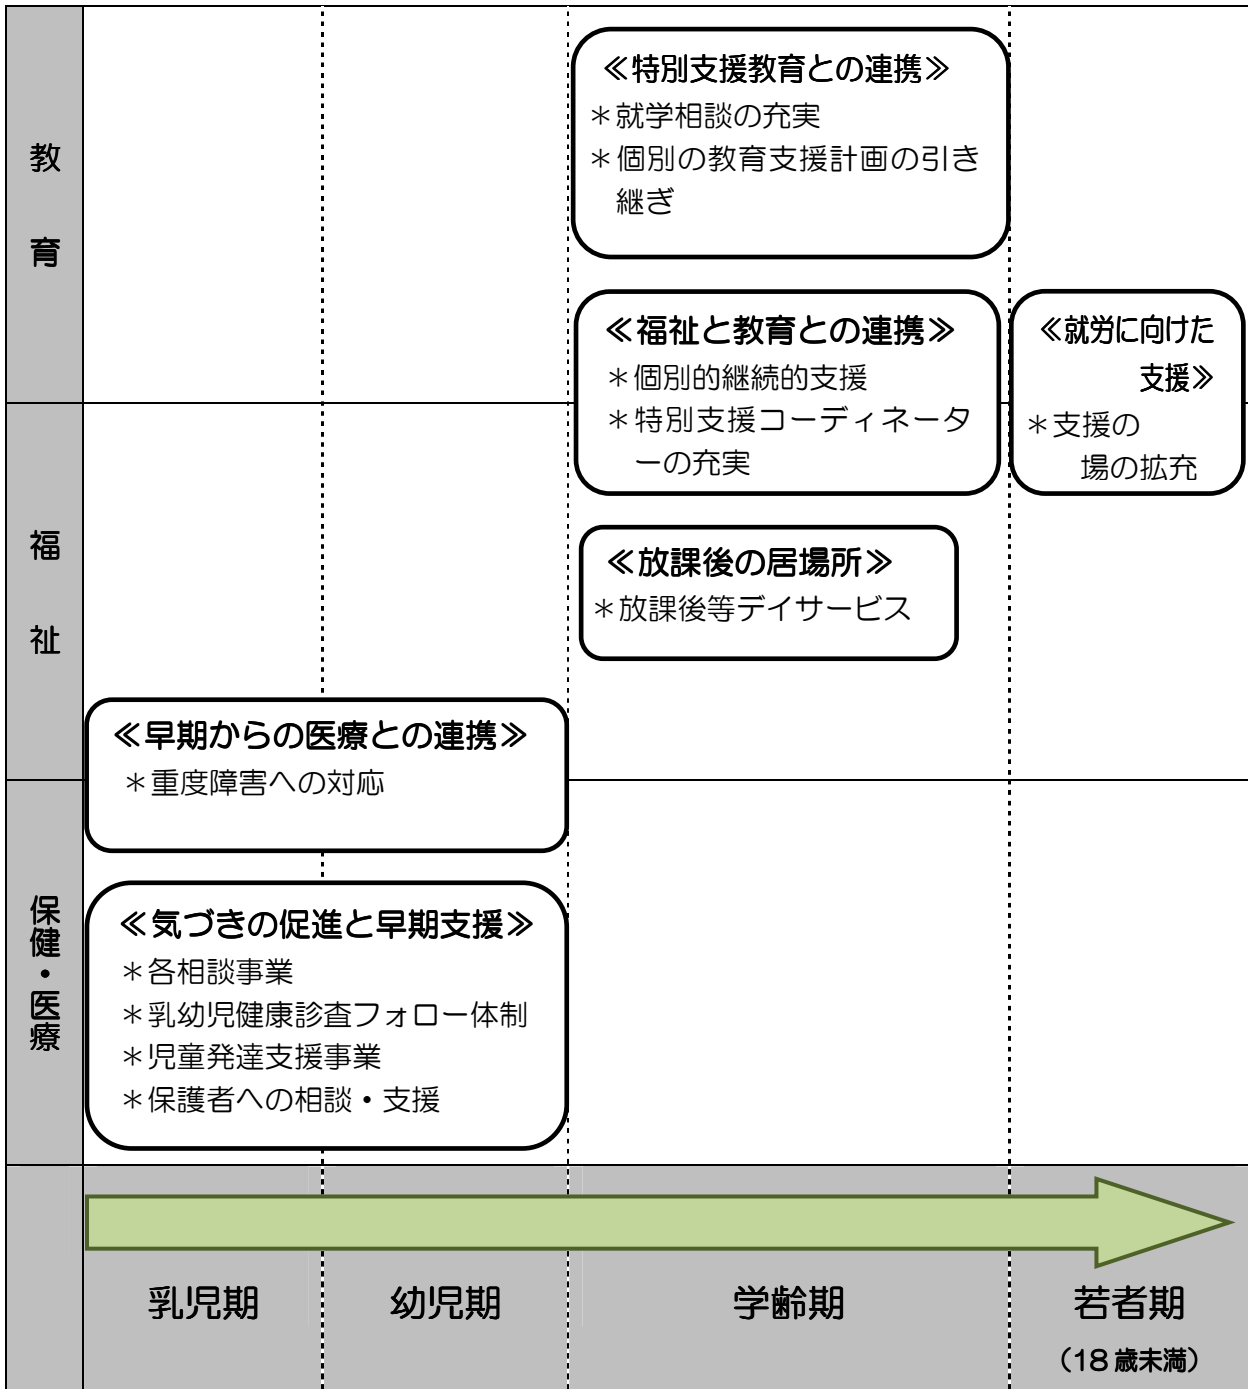 教育
≪特別支援教育との連携≫
＊就学相談の充実
＊個別の教育支援計画の引き
継ぎ
≪福祉と教育との連携≫
＊個別的継続的支援
＊特別支援コーディネータ
ーの充実
≪就労に向けた
支援≫
＊支援の
場の拡充
福祉
≪放課後の居場所≫
＊放課後等デイサービス
≪早期からの医療との連携≫
＊重度障害への対応
保健・医療
≪気づきの促進と早期支援≫
＊各相談事業
＊乳幼児健康診査フォロー体制
＊児童発達支援事業
＊保護者への相談・支援
乳児期
幼児期
学齢期
若者期
（18 歳未満）